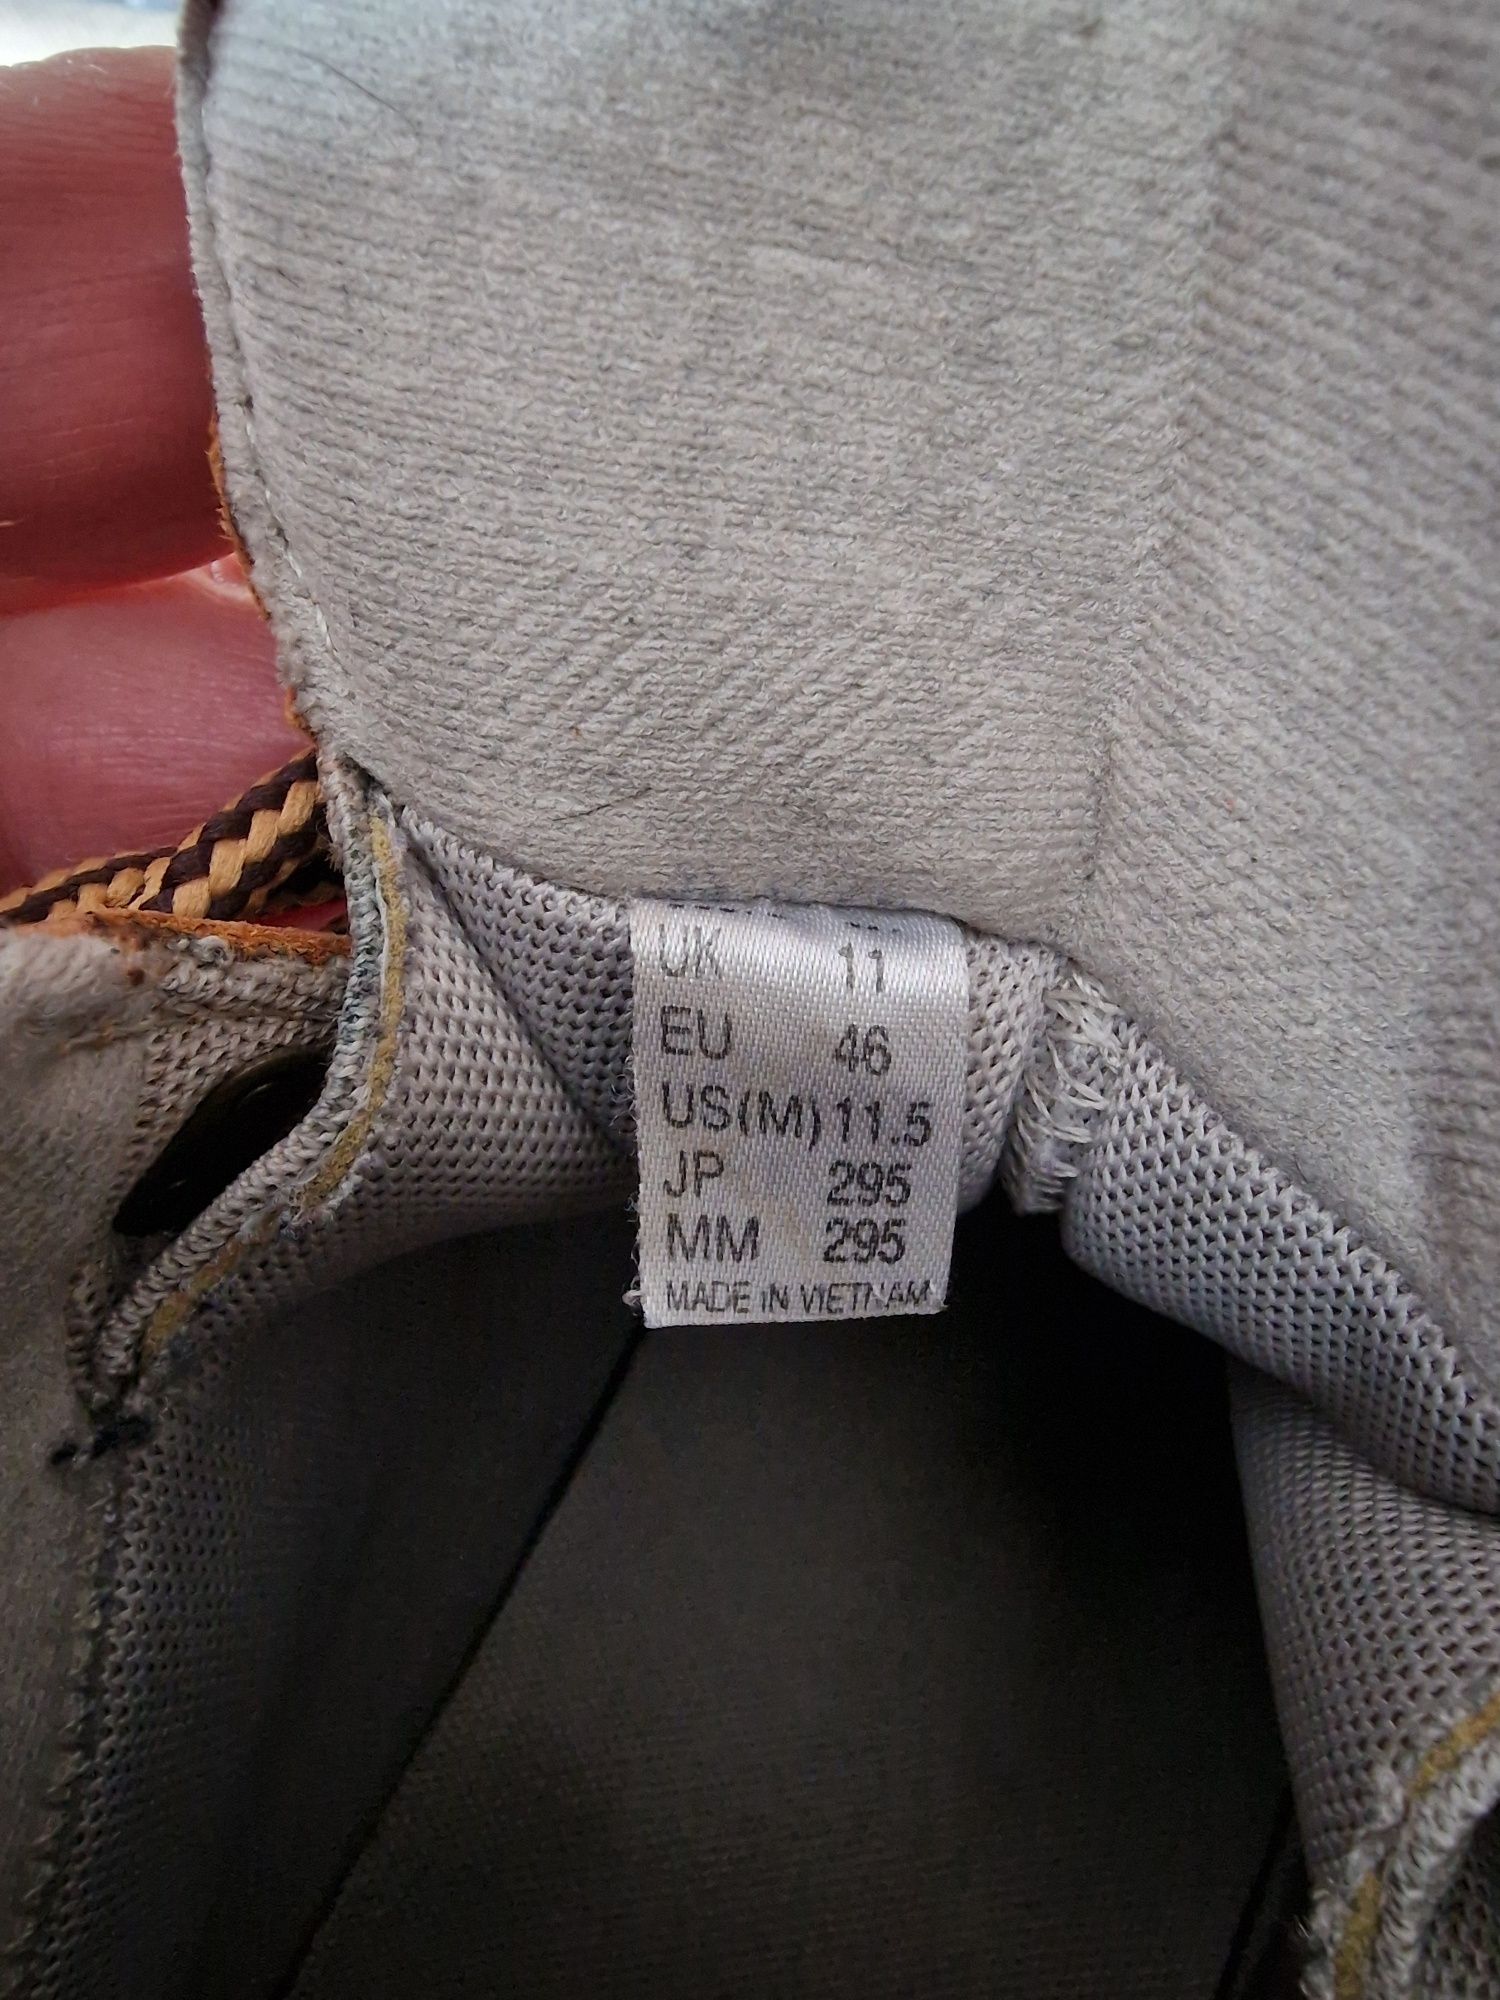 UK 11
EU 46
US(M) 11.5
JP 295
MM 295
MADE IN VIETNAM